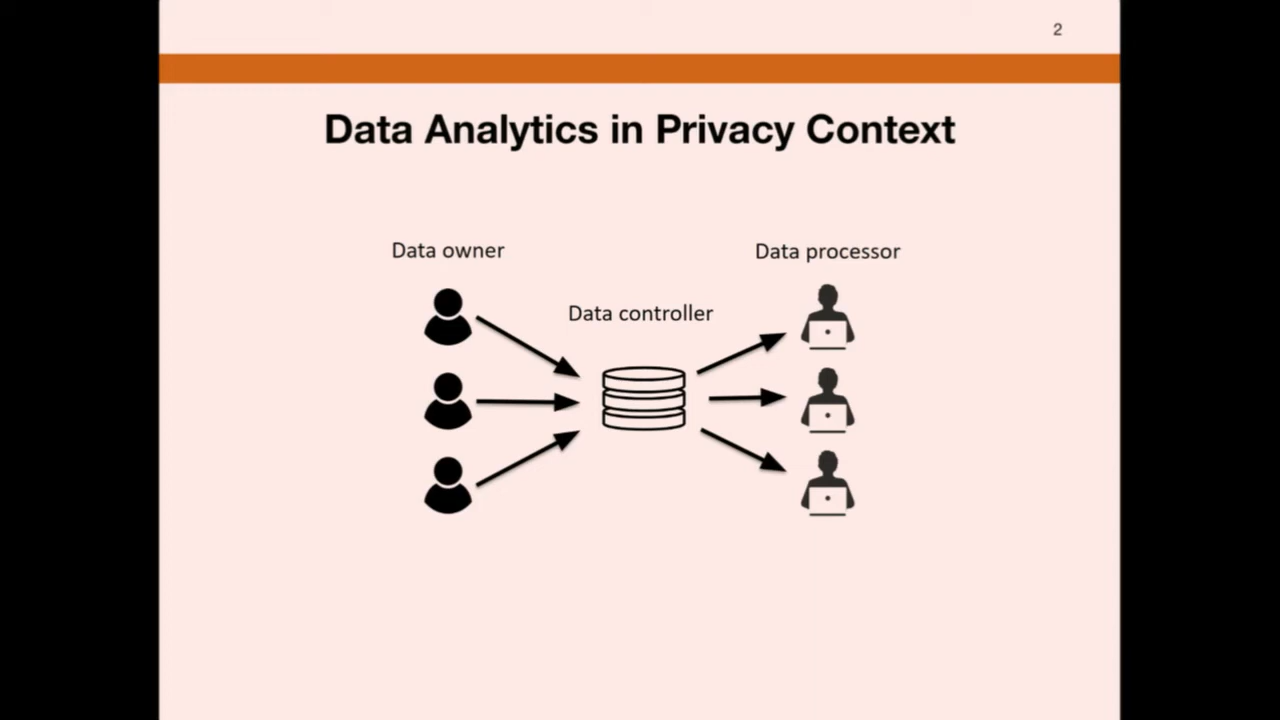 2
Data Analytics in Privacy Context
Data owner
Data processor
Data controller